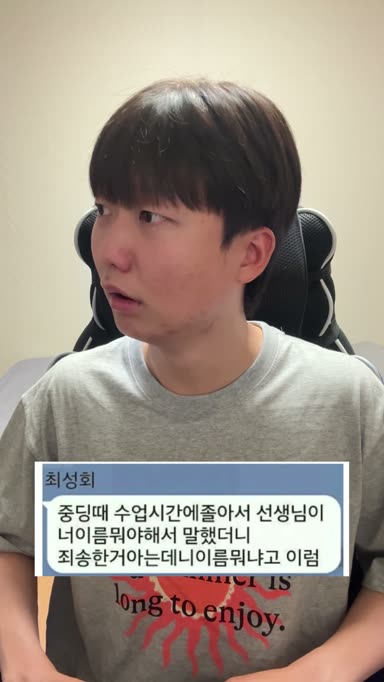 최성회
중딩때 수업시간에졸아서 선생님이
너이름뭐야해서 말했더니
죄송한거아는데니이름뭐냐고 이럼
is
long to enjoy.